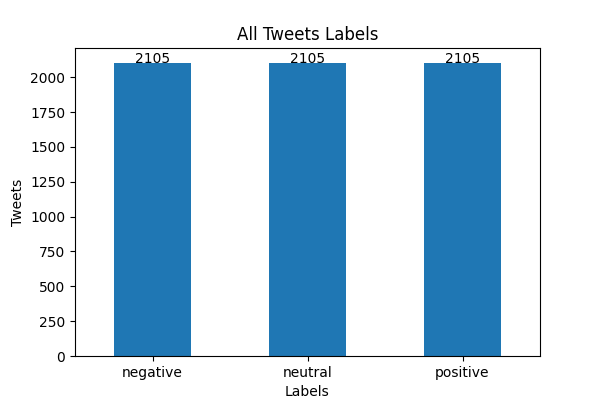 All Tweets Labels
2105 2105 2105
2000
1750
1500
1250
1000
750
500
250
0
Tweets
negative neutral positive
Labels